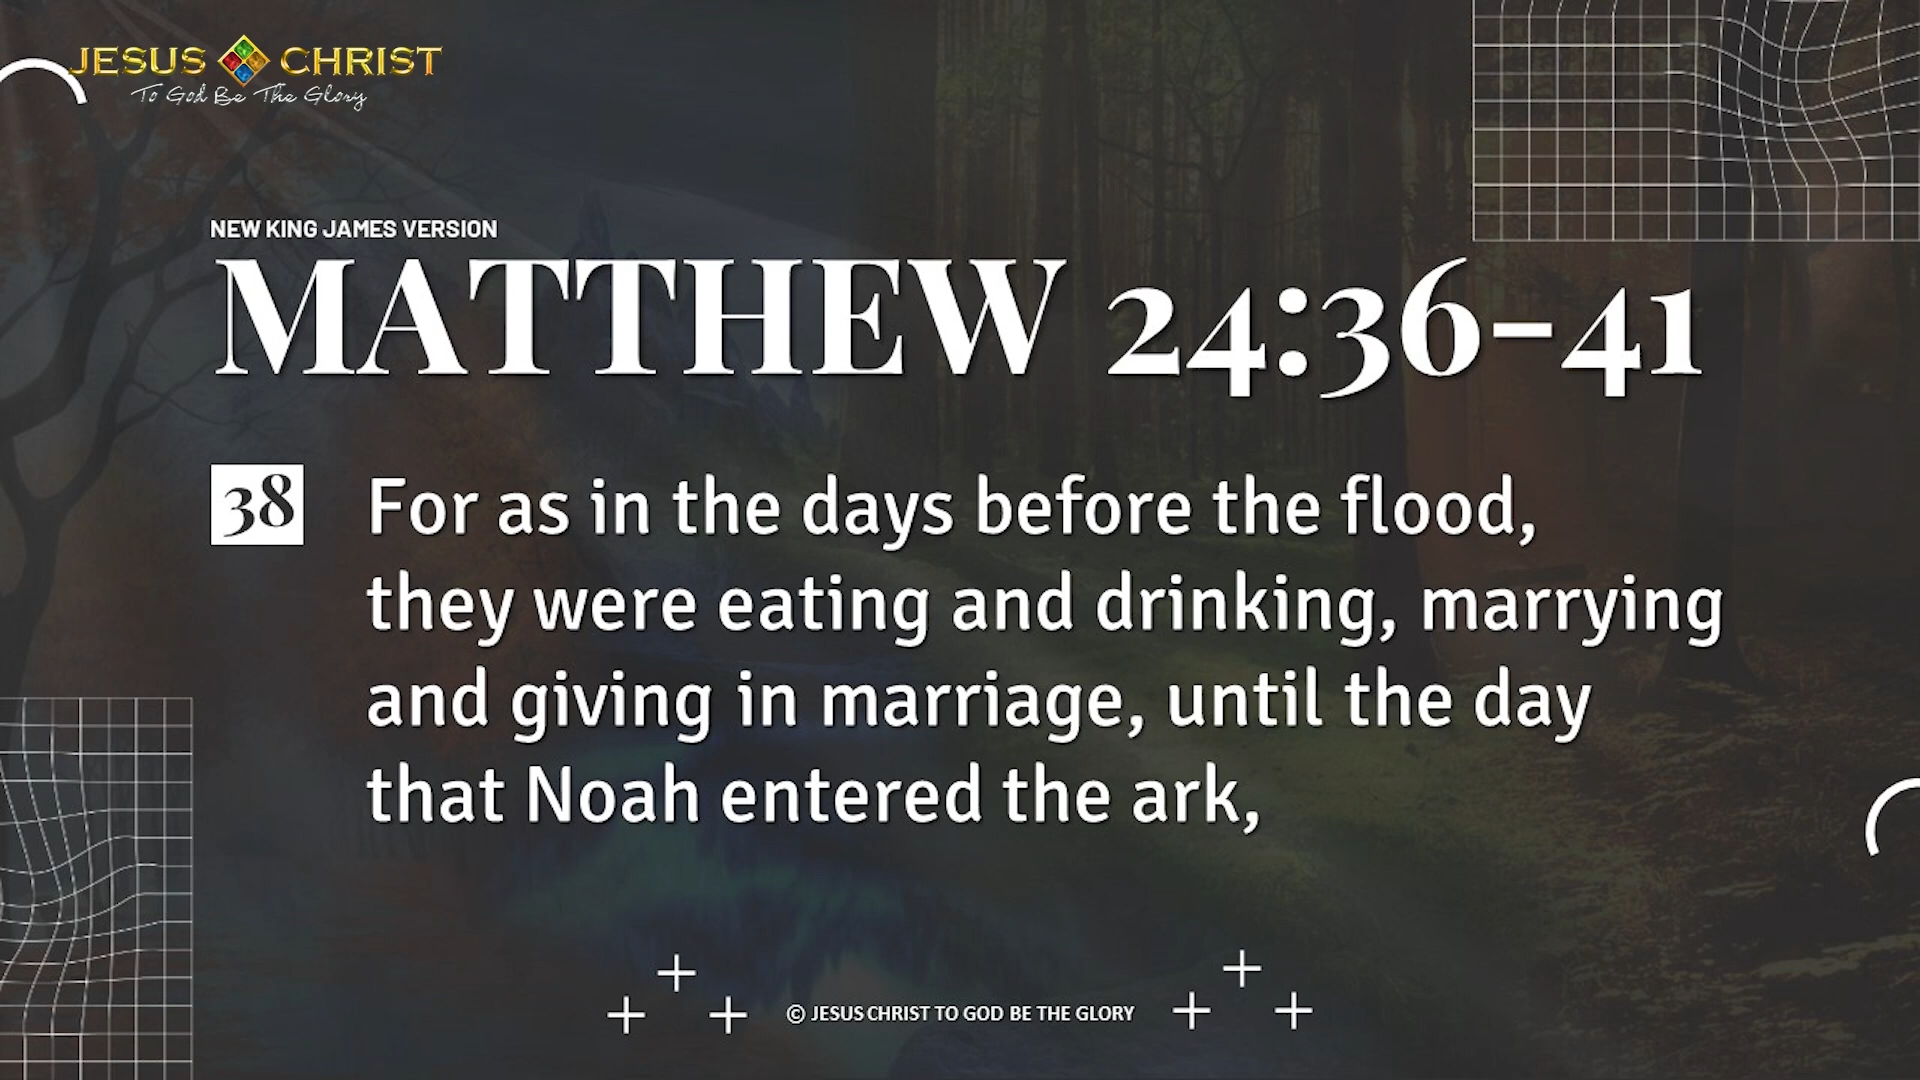 JESUS CHRIST
To God Be The Glory
NEW KING JAMES VERSION
MATTHEW 24:36-41
38 For as in the days before the flood,
they were eating and drinking, marrying
and giving in marriage, until the day
that Noah entered the ark,
© JESUS CHRIST TO GOD BE THE GLORY